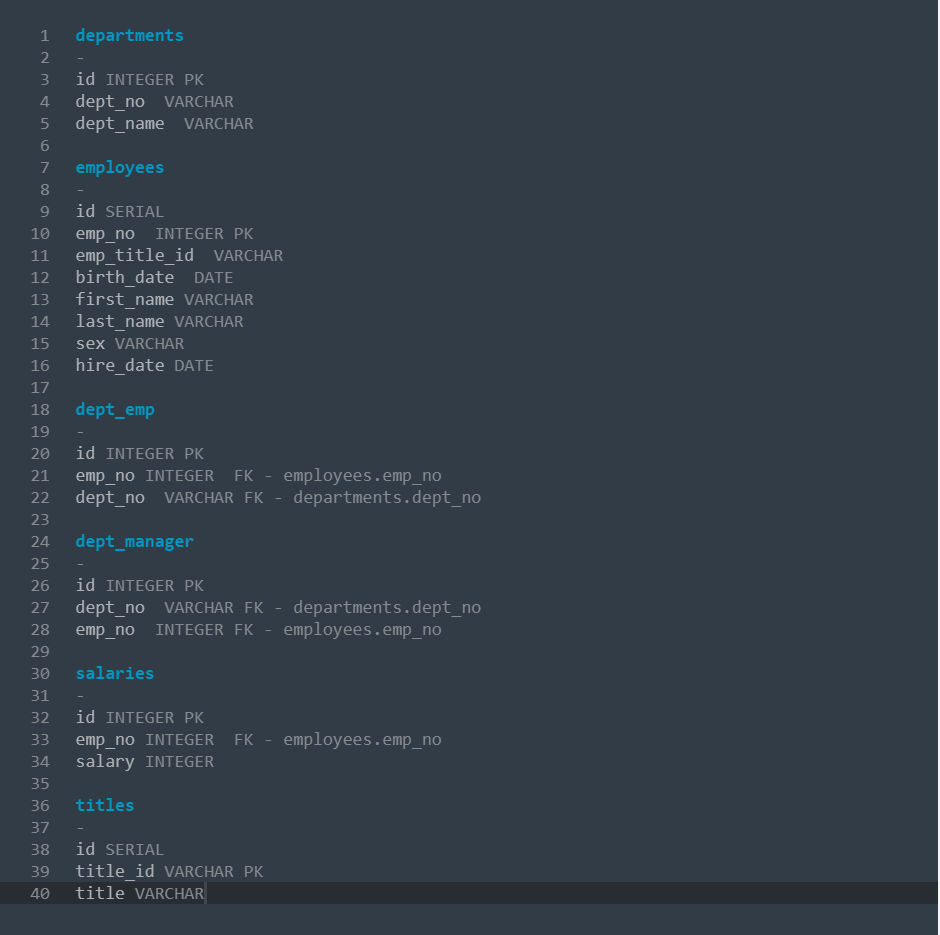 1 departments
2 -
3 id INTEGER PK
4 dept_no  VARCHAR
5 dept_name  VARCHAR
6
7 employees
8 -
9 id SERIAL
10 emp_no  INTEGER PK
11 emp_title_id  VARCHAR
12 birth_date  DATE
13 first_name VARCHAR
14 last_name VARCHAR
15 sex VARCHAR
16 hire_date DATE
17
18 dept_emp
19 -
20 id INTEGER PK
21 emp_no INTEGER  FK - employees.emp_no
22 dept_no  VARCHAR FK - departments.dept_no
23
24 dept_manager
25 -
26 id INTEGER PK
27 dept_no  VARCHAR FK - departments.dept_no
28 emp_no  INTEGER FK - employees.emp_no
29
30 salaries
31 -
32 id INTEGER PK
33 emp_no INTEGER  FK - employees.emp_no
34 salary INTEGER
35
36 titles
37 -
38 id SERIAL
39 title_id VARCHAR PK
40 title VARCHAR